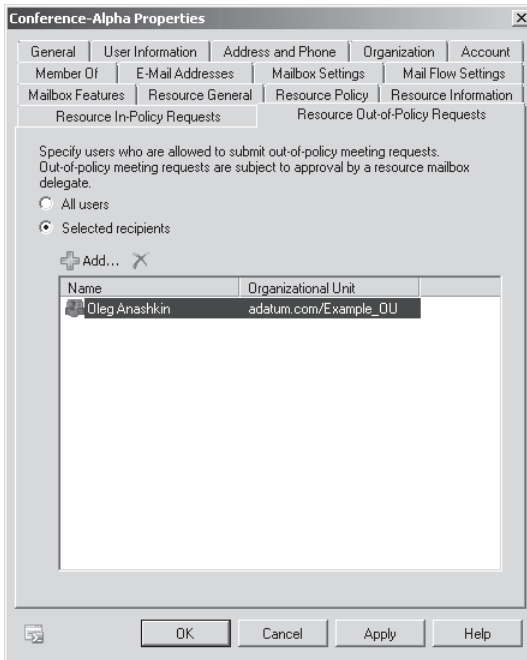 Conference-Alpha Properties
General User Information Address and Phone Organization Account
Member Of E-Mail Addresses Mailbox Settings Mail Flow Settings
Mailbox Features Resource General Resource Policy Resource Information
Resource In-Policy Requests Resource Out-of-Policy Requests
Specify users who are allowed to submit out-of-policy meeting requests.
Out-of-policy meeting requests are subject to approval by a resource mailbox
delegate.
All users
Selected recipients
Add...
Name Organizational Unit
Oleg Anashkin adatum.com/Example_OU
OK Cancel Apply Help